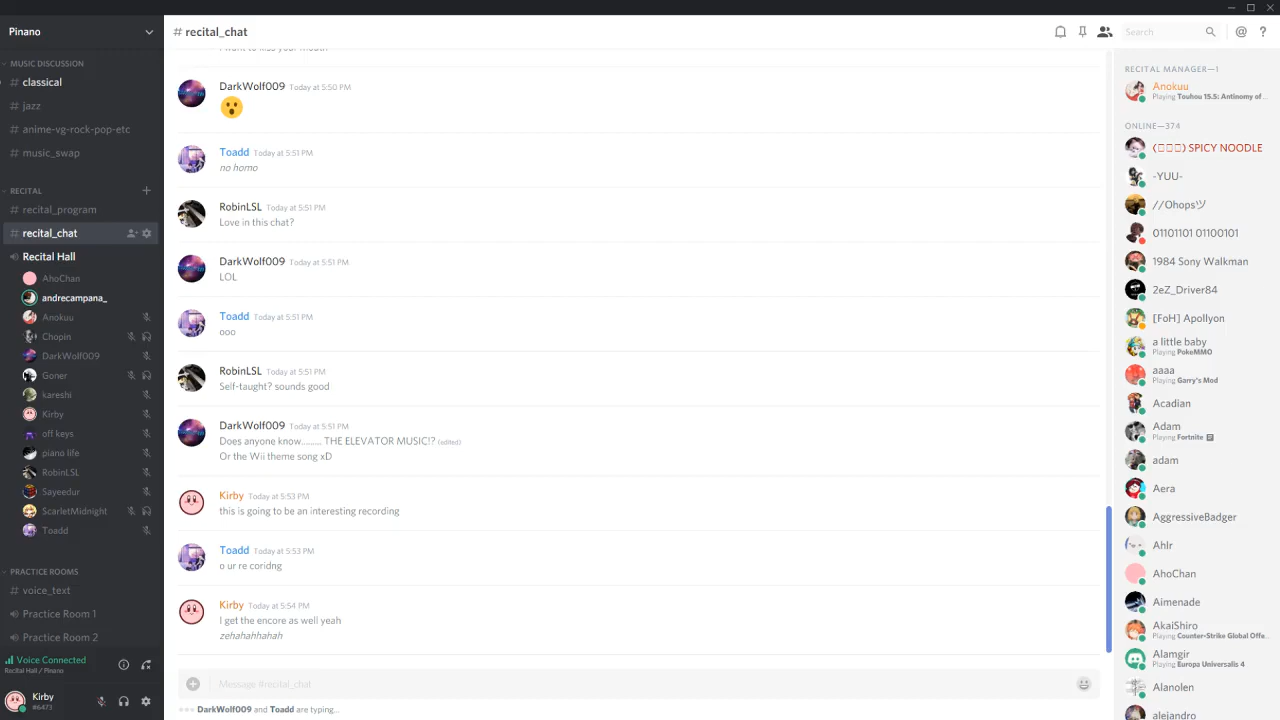 Pinano
MUSIC DISCUSSION
# classical
# jazz
# anime-vg-rock-pop-etc
# music_swap
RECITAL
# recital_program
# recital_chat
Recital Hall
AhoChan
andrecampana_
Anokuu
Chopin
DarkWolf009
Goner
kareshi
Kirby
off keys
piano life
RobinLSL
Sayeedur
ScarletMidnight
Toadd
PRACTICE ROOMS
# voice_text
Practice Room 1
Practice Room 2
Voice Connected
Recital Hall / Pinano
Kirby
#6473
# recital_chat
Search
DarkWolf009 Today at 5:50 PM
Toadd Today at 5:51 PM
no homo
RobinLSL Today at 5:51 PM
Love in this chat?
DarkWolf009 Today at 5:51 PM
LOL
Toadd Today at 5:51 PM
ooo
RobinLSL Today at 5:51 PM
Self-taught? sounds good
DarkWolf009 Today at 5:51 PM
Does anyone know......... THE ELEVATOR MUSIC!? (edited)
Or the Wii theme song xD
Kirby Today at 5:53 PM
this is going to be an interesting recording
Toadd Today at 5:53 PM
o ur re coridng
Kirby Today at 5:54 PM
I get the encore as well yeah
zehahahhahah
Message #recital_chat
DarkWolf009 and Toadd are typing...
RECITAL MANAGER—1
Anokuu
Playing Touhou 15.5: Antinomy of ...
ONLINE—374
(▯▯▯) SPICY NOODLE
-YUU-
//Ohopsツ
01101101 01100101
1984 Sony Walkman
2eZ_Driver84
[FoH] Apollyon
a little baby
Playing PokeMMO
aaaa
Playing Garry's Mod
Acadian
Adam
Playing Fortnite
adam
Aera
AggressiveBadger
Ahlr
AhoChan
Aimenade
AkaiShiro
Playing Counter-Strike Global Offe...
Alamgir
Playing Europa Universalis 4
Alanolen
alejandro